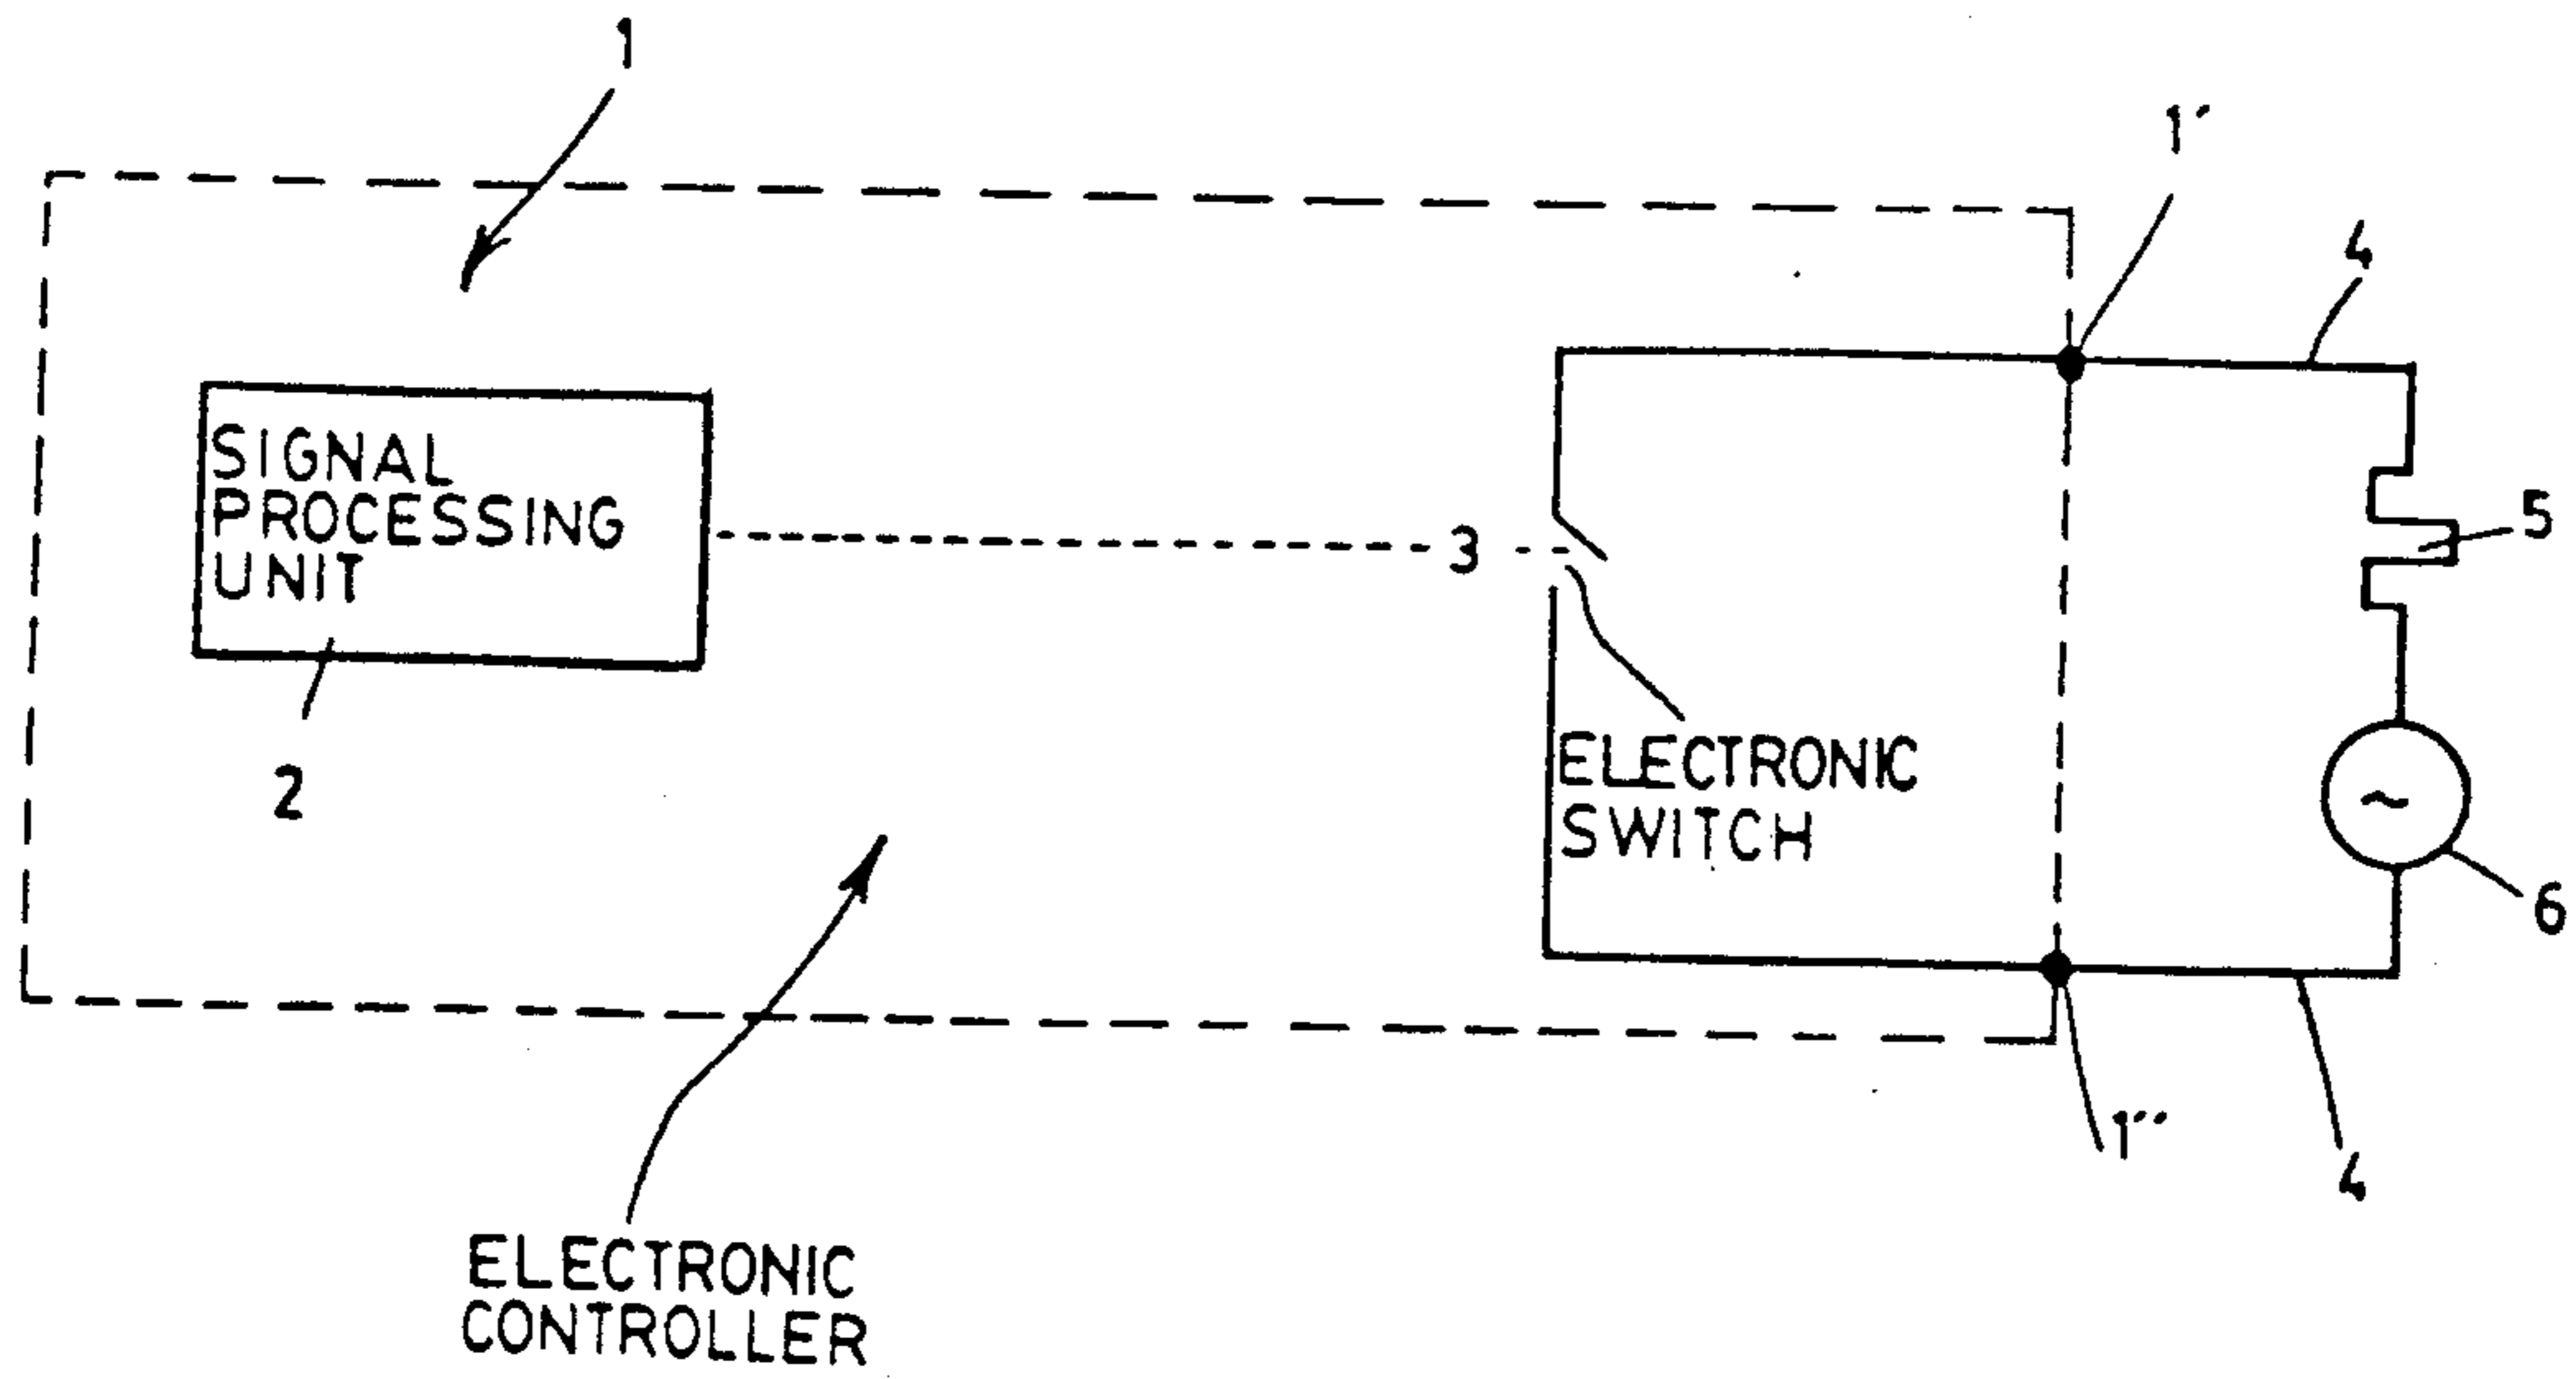 1
1′
4
SIGNAL
PROCESSING
UNIT
3
5
2
ELECTRONIC
SWITCH
~
6
1′′
4
ELECTRONIC
CONTROLLER